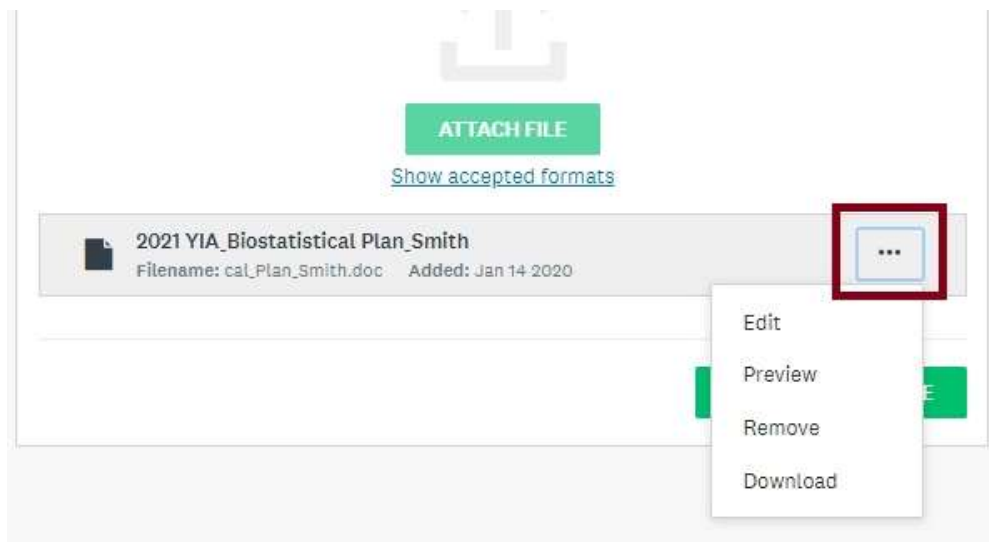 ATTACH FILE
Show accepted formats
2021 YIA_Biostatistical Plan_Smith
Filename: cal_Plan_Smith.doc Added: Jan 14 2020
...
Edit
Preview
Remove
Download